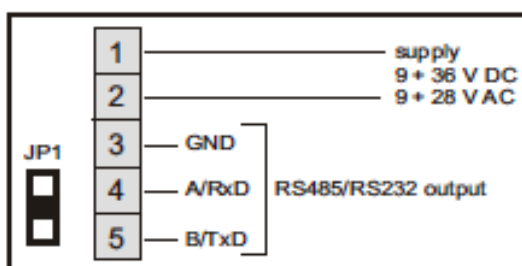 1 supply
9 ÷ 36 V DC
2 9 ÷ 28 V AC
3 GND
JP1
4 A/RxD RS485/RS232 output
5 B/TxD